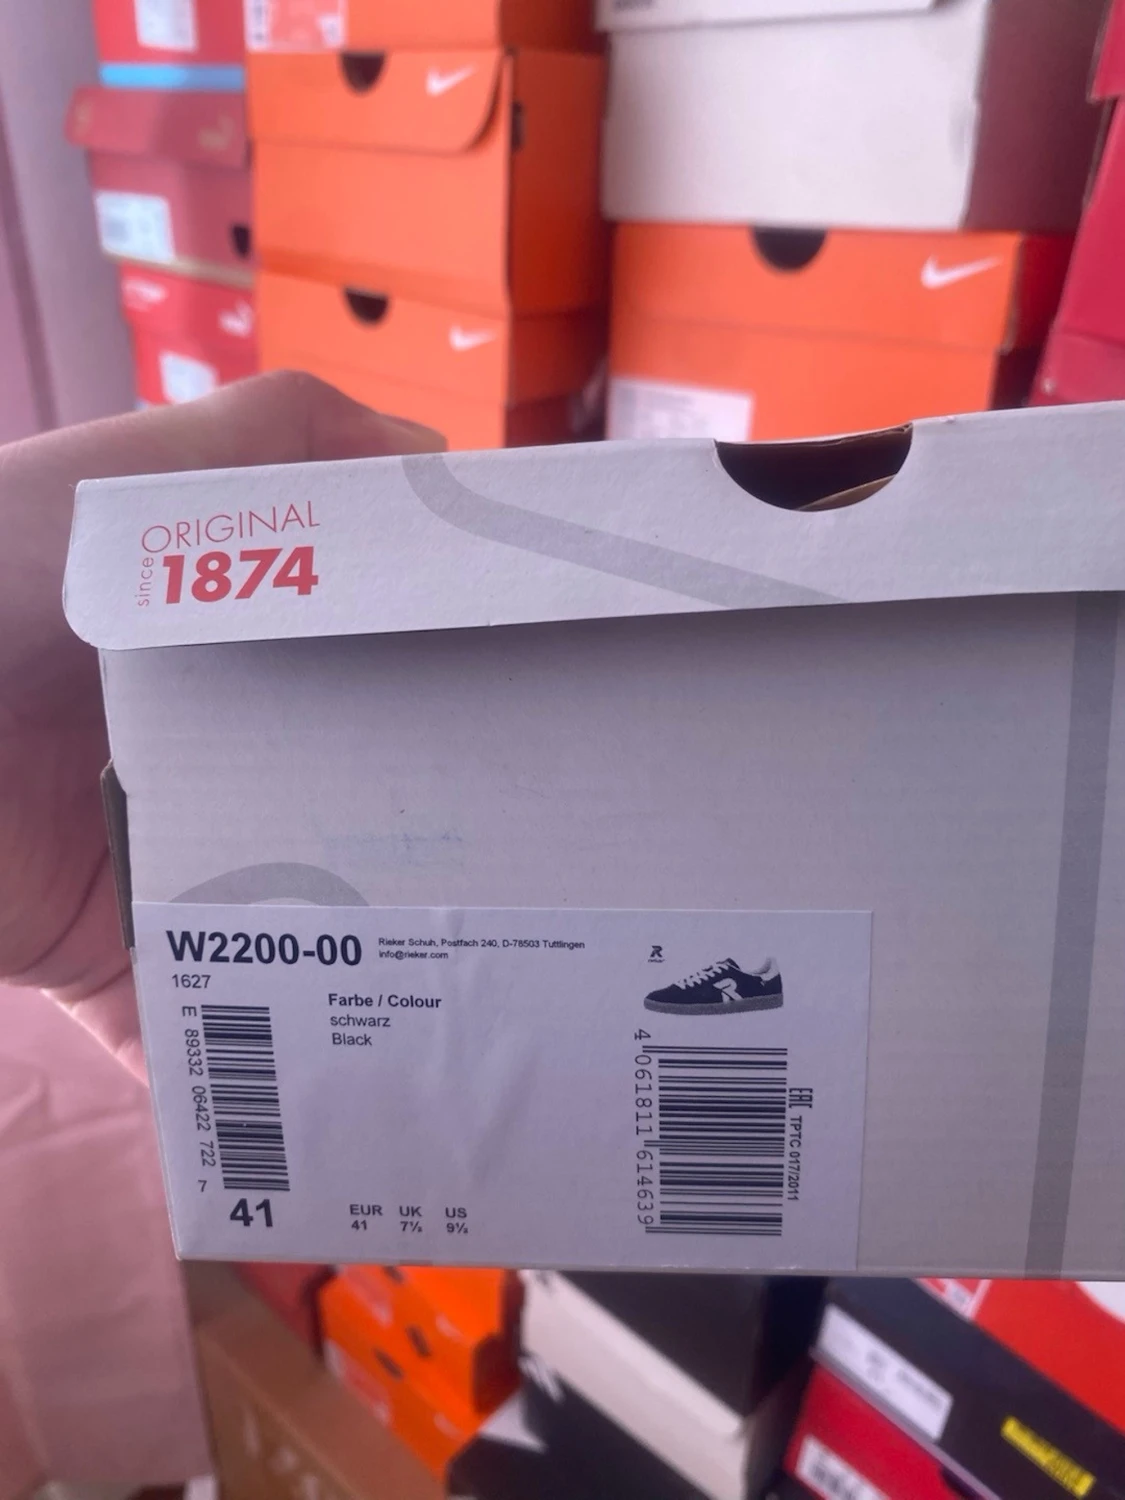 ORIGINAL
since 1874
W2200-00
Rieker Schuh, Postfach 240, D-78503 Tuttlingen
info@rieker.com
1627
Farbe / Colour
schwarz
Black
E 89332 06422 722 7
41
EUR UK US
41 7½ 9½
R
4 061811 614639
EAC TPTC 017/2011